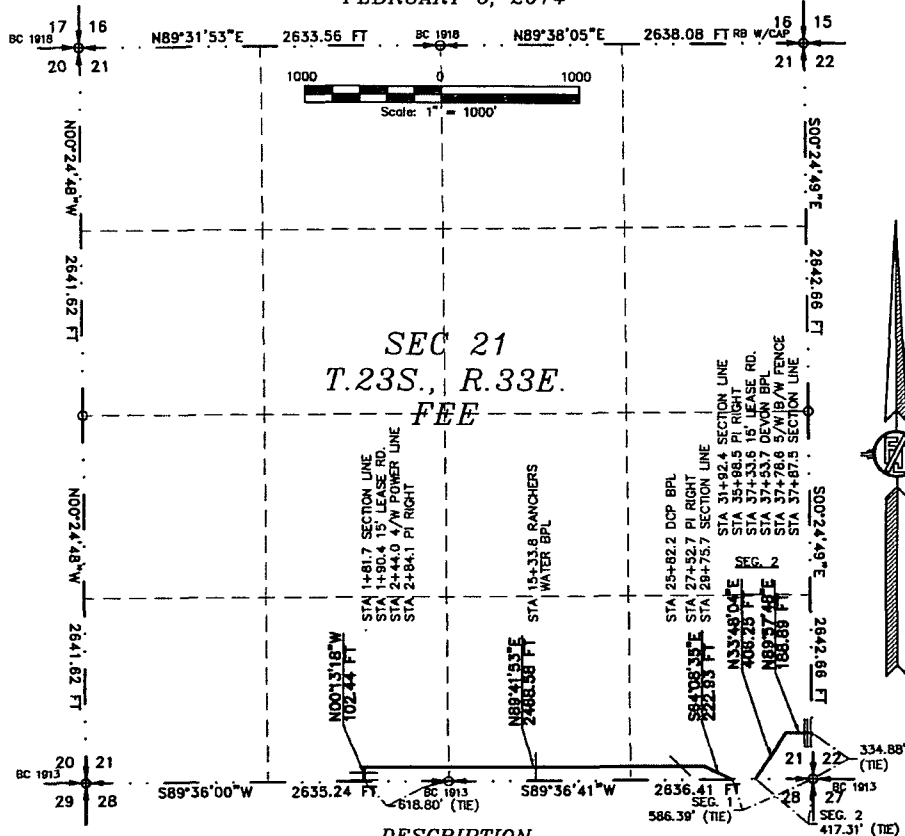 FEBRUARY 6, 2014
17 16
16 15
BC 1918
N89°31'53"E 2633.56 FT
BC 1918
N89°38'05"E 2638.08 FT
RB W/CAP
20 21
21 22
1000 0 1000
Scale: 1" = 1000'
N00°24'48"W 2641.62 FT
S00°24'49"E 2642.66 FT
SEC 21
T.23S., R.33E.
FEE
N00°24'48"W 2641.62 FT
S0°24'49"E 2642.66 FT
STA 1+81.7 SECTION LINE
STA 1+90.4 15' LEASE RD.
STA 2+44.0 4/W POWER LINE
STA 2+84.1 PI RIGHT
STA 15+33.8 RANCHERS
WATER BPL
STA 25+82.2 DCP BPL
STA 27+52.7 PI RIGHT
STA 29+75.7 SECTION LINE
STA 31+92.4 SECTION LINE
STA 35+98.5 PI RIGHT
STA 37+33.6 15' LEASE RD.
STA 37+53.7 DEVON BPL
STA 37+78.6 5/W B/W FENCE
STA 37+87.5 SECTION LINE
SEG. 2
N00°13'18"W
102.44 FT
N89°41'53"E
2468.58 FT
S64°08'35"E
222.93 FT
N33°48'04"E
408.25 FT
N89°57'48"E
188.89 FT
20 21
21 22
334.88'
(TIE)
BC 1913
S89°36'00"W 2635.24 FT
BC 1913
618.80' (TIE)
S89°36'41"W 2636.41 FT
SEG. 1
586.39' (TIE)
BC 1913
29 28
28 27
SEG. 2
417.31' (TIE)
DESCRIPTION